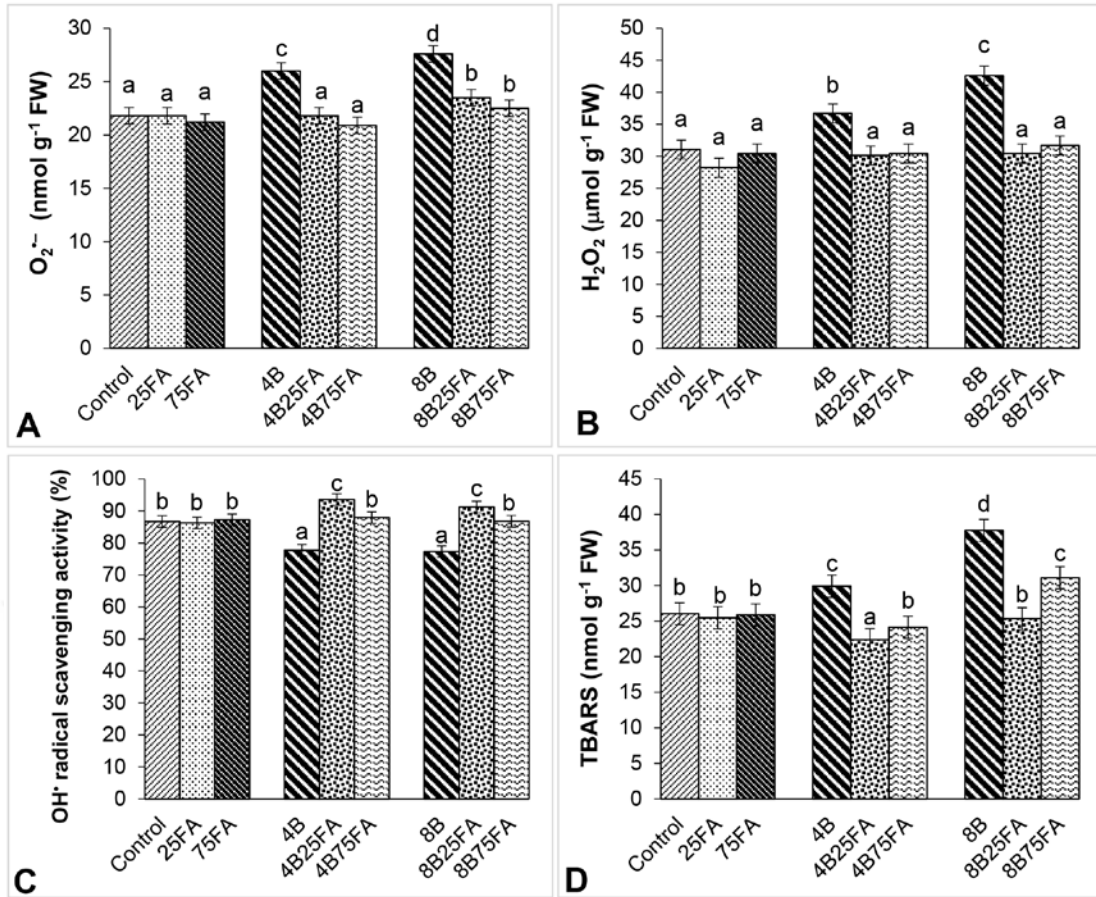 O₂•− (nmol g⁻¹ FW)
30
25
20
15
10
5
0
a
a
a
c
a
a
d
b
b
Control
25FA
75FA
4B
4B25FA
4B75FA
8B
8B25FA
8B75FA
A
H₂O₂ (μmol g⁻¹ FW)
50
45
40
35
30
25
20
15
10
5
0
a
a
a
b
a
a
c
a
a
Control
25FA
75FA
4B
4B25FA
4B75FA
8B
8B25FA
8B75FA
B
OH• radical scavenging activity (%)
100
90
80
70
60
50
40
30
20
10
0
b
b
b
a
c
b
a
c
b
Control
25FA
75FA
4B
4B25FA
4B75FA
8B
8B25FA
8B75FA
C
TBARS (nmol g⁻¹ FW)
45
40
35
30
25
20
15
10
5
0
b
b
b
c
a
b
d
b
c
Control
25FA
75FA
4B
4B25FA
4B75FA
8B
8B25FA
8B75FA
D